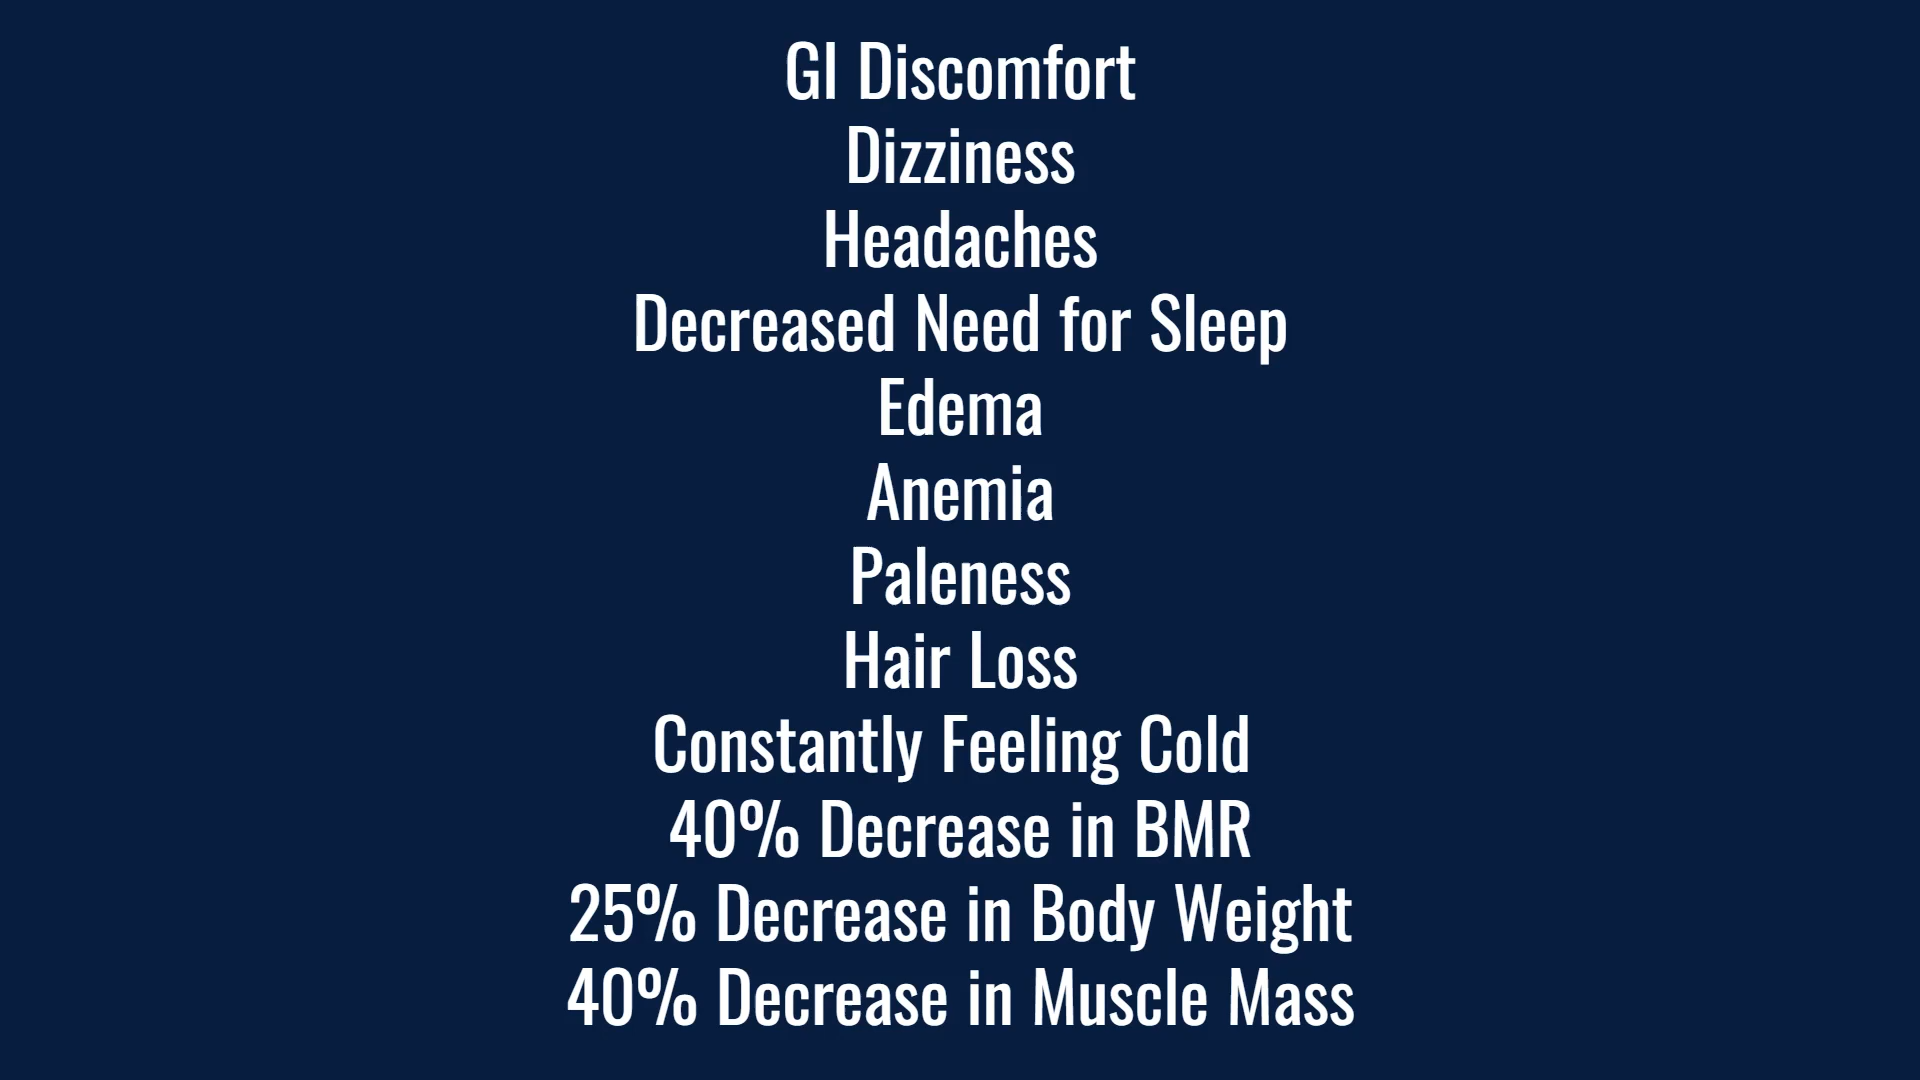 GI Discomfort
Dizziness
Headaches
Decreased Need for Sleep
Edema
Anemia
Paleness
Hair Loss
Constantly Feeling Cold
40% Decrease in BMR
25% Decrease in Body Weight
40% Decrease in Muscle Mass